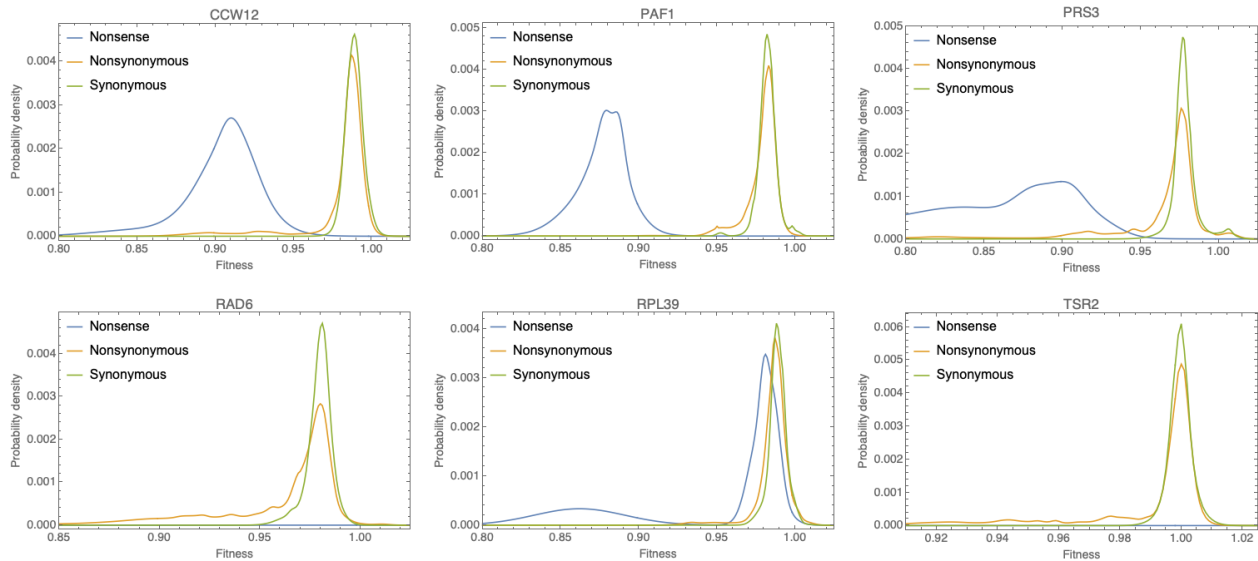 CCW12
Nonsense
Nonsynonymous
Synonymous
Probability density
0.004
0.003
0.002
0.001
0.000
0.80
0.85
0.90
0.95
1.00
Fitness
PAF1
Nonsense
Nonsynonymous
Synonymous
Probability density
0.005
0.004
0.003
0.002
0.001
0.000
0.80
0.85
0.90
0.95
1.00
Fitness
PRS3
Nonsense
Nonsynonymous
Synonymous
Probability density
0.005
0.004
0.003
0.002
0.001
0.000
0.80
0.85
0.90
0.95
1.00
Fitness
RAD6
Nonsense
Nonsynonymous
Synonymous
Probability density
0.004
0.003
0.002
0.001
0.000
0.85
0.90
0.95
1.00
Fitness
RPL39
Nonsense
Nonsynonymous
Synonymous
Probability density
0.004
0.003
0.002
0.001
0.000
0.80
0.85
0.90
0.95
1.00
Fitness
TSR2
Nonsense
Nonsynonymous
Synonymous
Probability density
0.006
0.005
0.004
0.003
0.002
0.001
0.000
0.92
0.94
0.96
0.98
1.00
1.02
Fitness